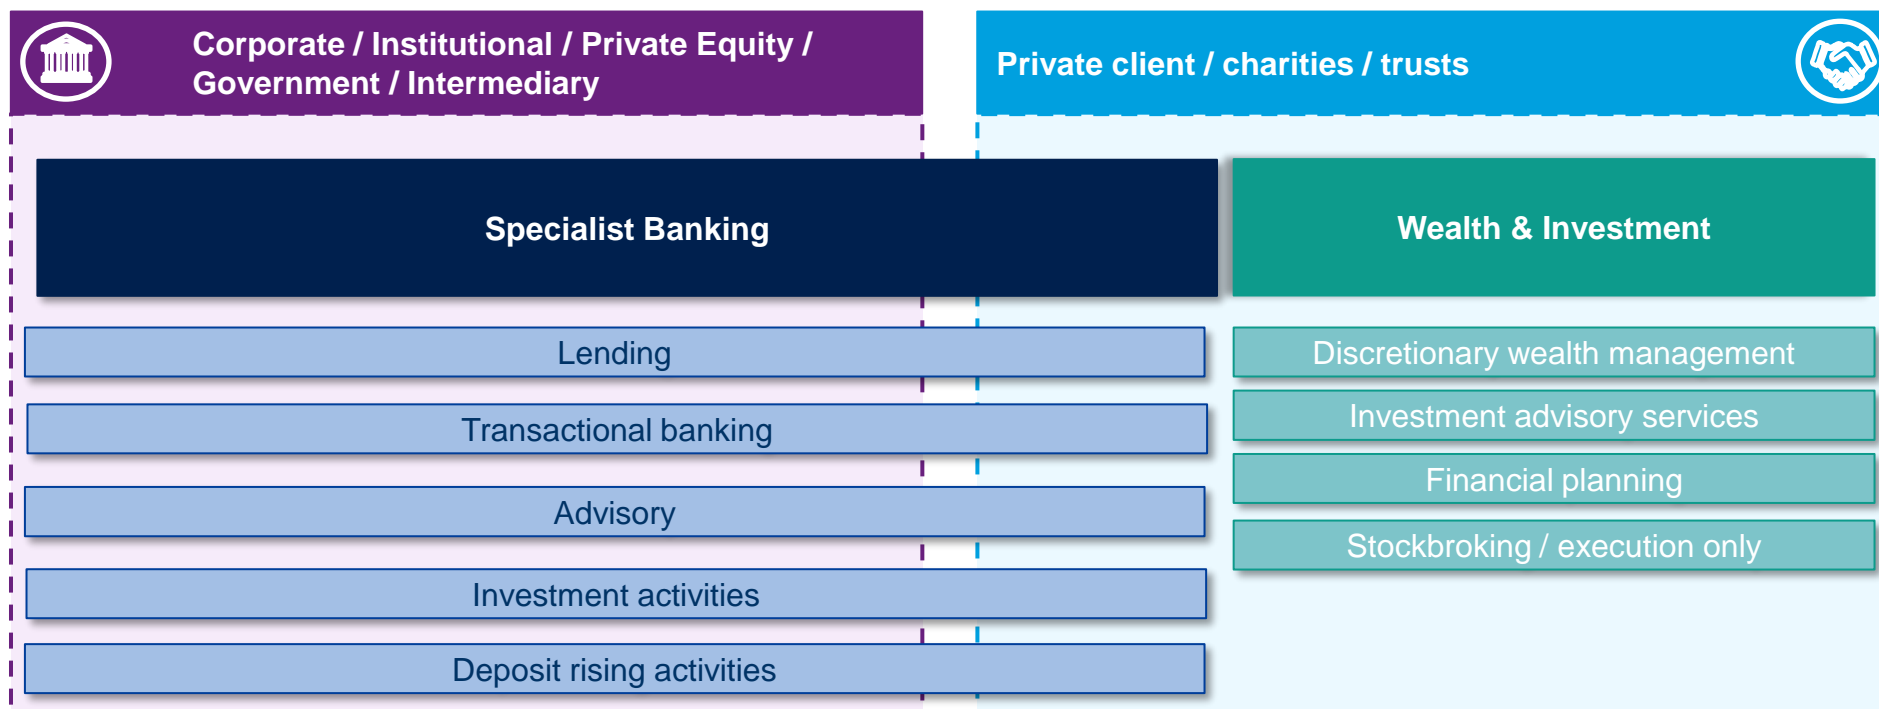 Corporate / Institutional / Private Equity /
Government / Intermediary
Private client / charities / trusts
Specialist Banking
Wealth & Investment
Lending
Transactional banking
Advisory
Investment activities
Deposit rising activities
Discretionary wealth management
Investment advisory services
Financial planning
Stockbroking / execution only